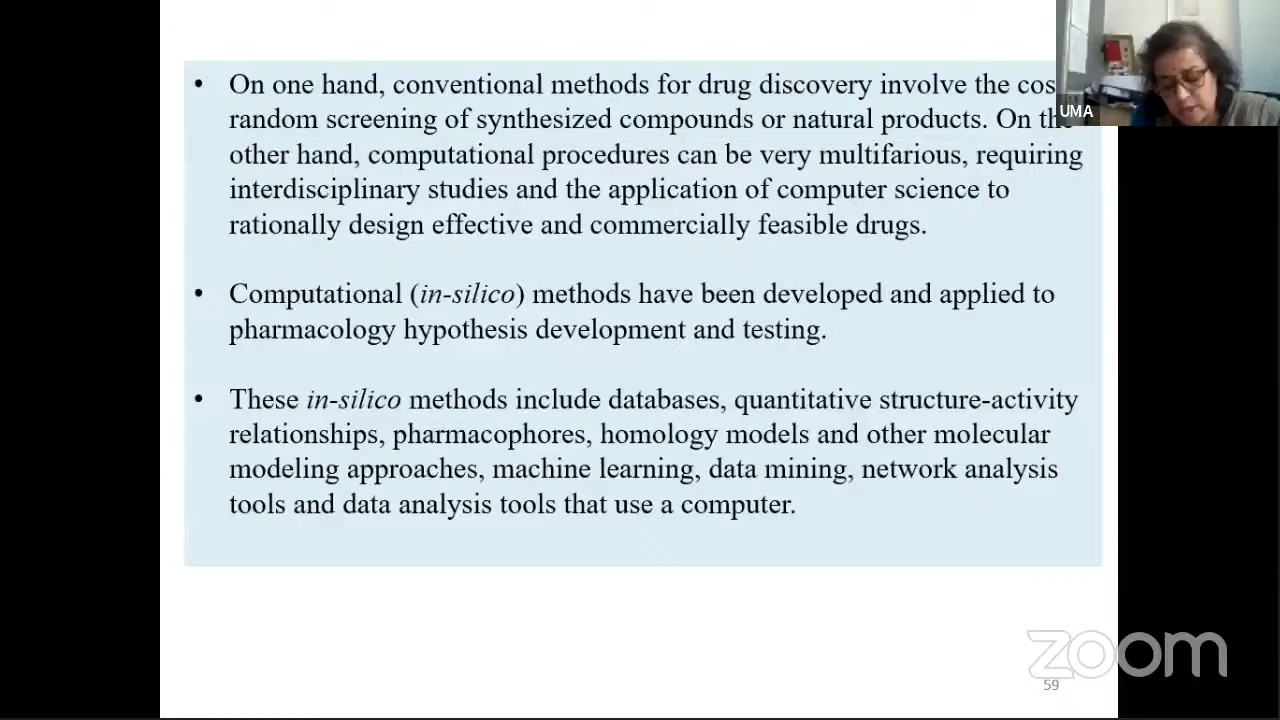 • On one hand, conventional methods for drug discovery involve the
random screening of synthesized compounds or natural products. On the
other hand, computational procedures can be very multifarious, requiring
interdisciplinary studies and the application of computer science to
rationally design effective and commercially feasible drugs.
• Computational (in-silico) methods have been developed and applied to
pharmacology hypothesis development and testing.
• These in-silico methods include databases, quantitative structure-activity
relationships, pharmacophores, homology models and other molecular
modeling approaches, machine learning, data mining, network analysis
tools and data analysis tools that use a computer.
UMA
zoom
59